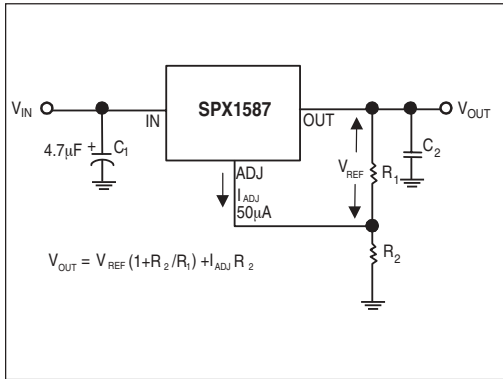 SPX1587
V_IN
IN
OUT
V_OUT
4.7μF + C_1
C_2
V_REF
R_1
ADJ
I_ADJ
50μA
R_2
V_OUT = V_REF (1+R_2/R_1) +I_ADJ R_2